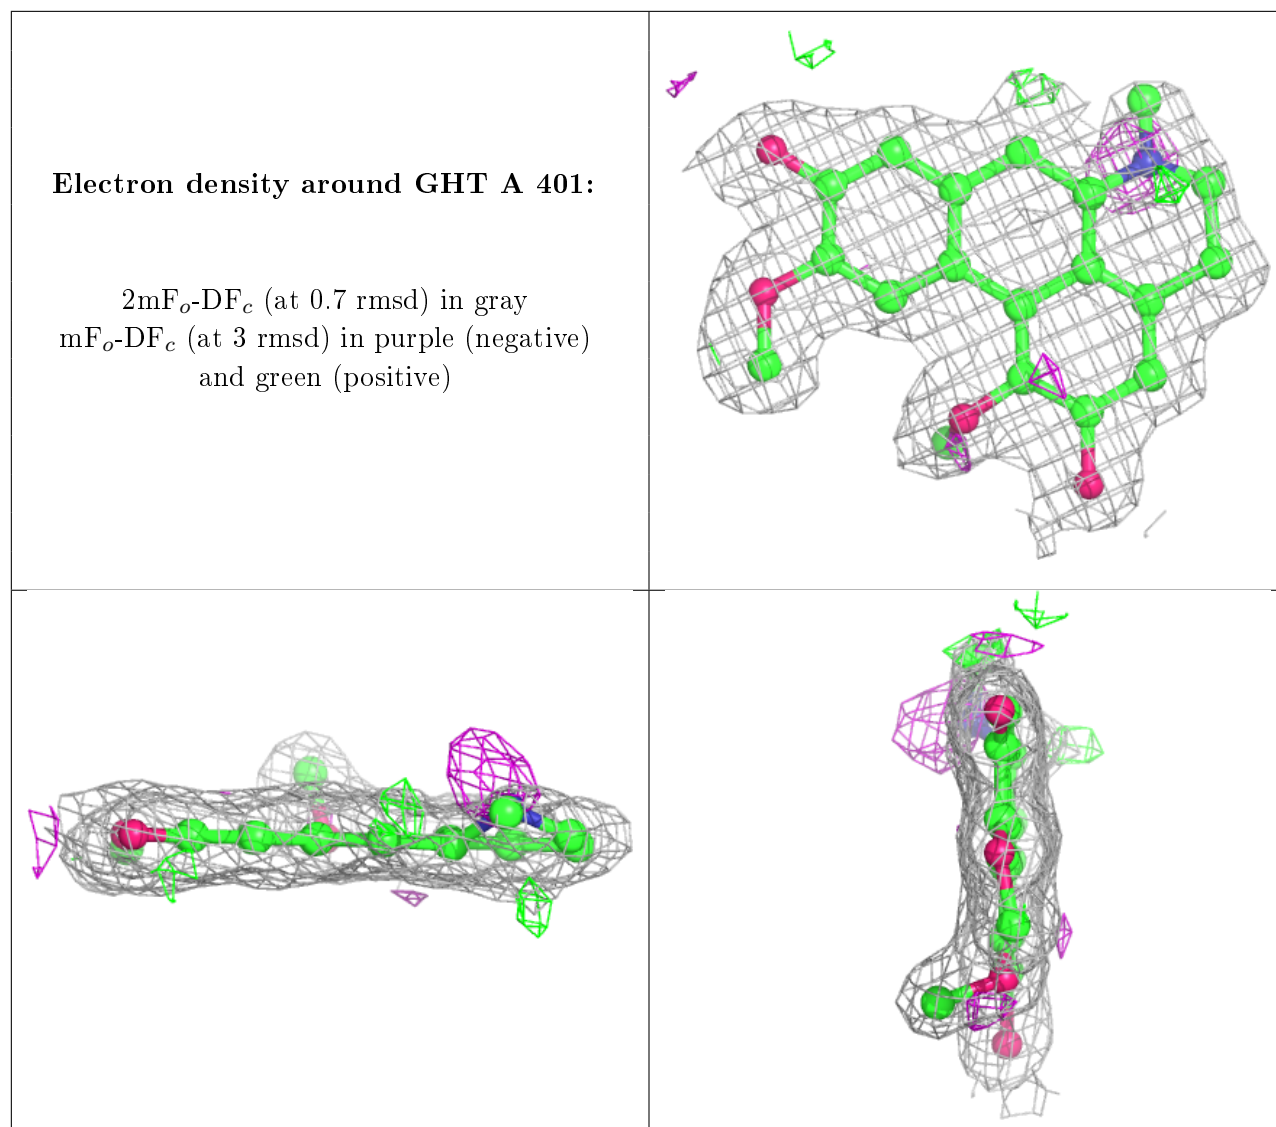 Electron density around GHT A 401:
2mFo-DFc (at 0.7 rmsd) in gray
mFo-DFc (at 3 rmsd) in purple (negative)
and green (positive)